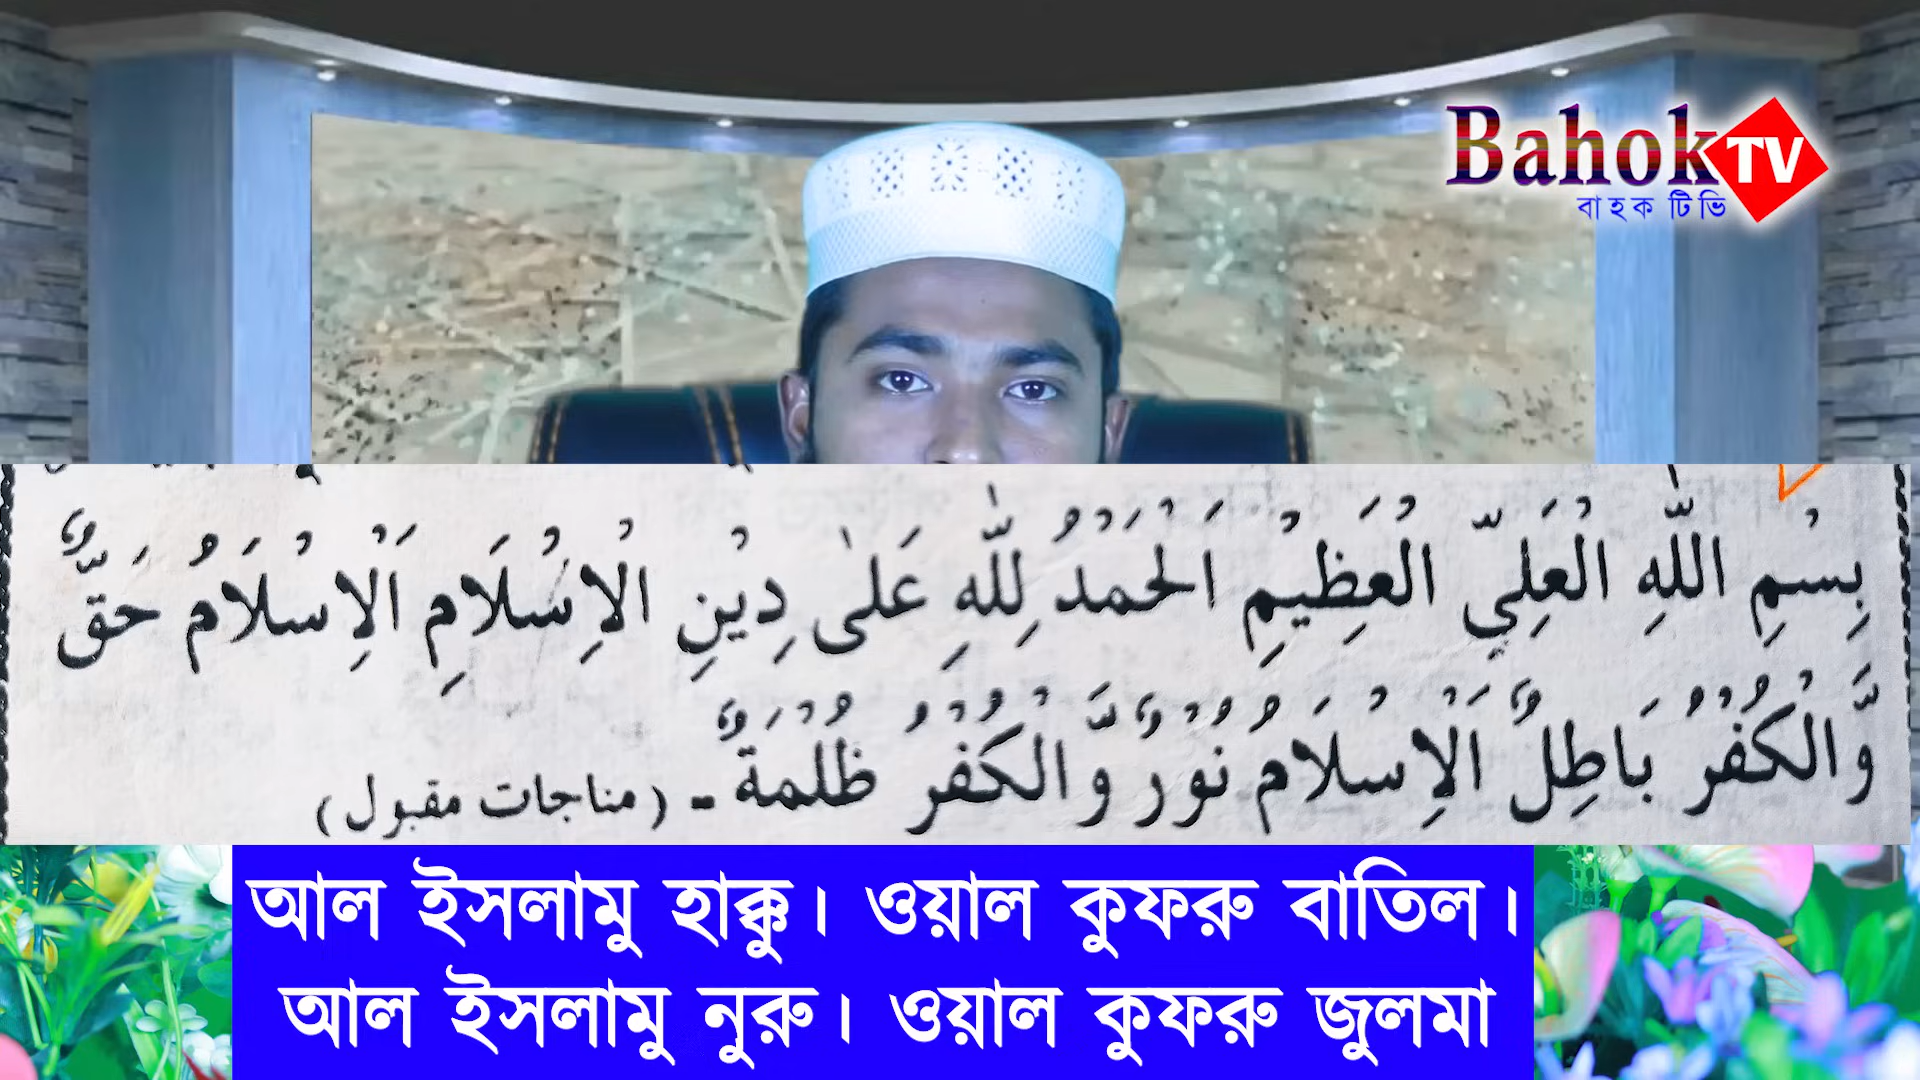 Bahok TV
বাহক টিভি
بِسْمِ اللّٰهِ الْعَلِيِّ الْعَظِيْمِ اَلْحَمْدُ لِلّٰهِ عَلٰى دِيْنِ الْاِسْلَامِ اَلْاِسْلَامُ حَقٌّ
وَّالْكُفْرُ بَاطِلٌ اَلْاِسْلَامُ نُوْرٌ وَّالْكُفْرُ ظُلْمَةٌ ـ (مناجات مقبول)
আল ইসলামু হাক্কু। ওয়াল কুফরু বাতিল।
আল ইসলামু নুরু। ওয়াল কুফরু জুলমা